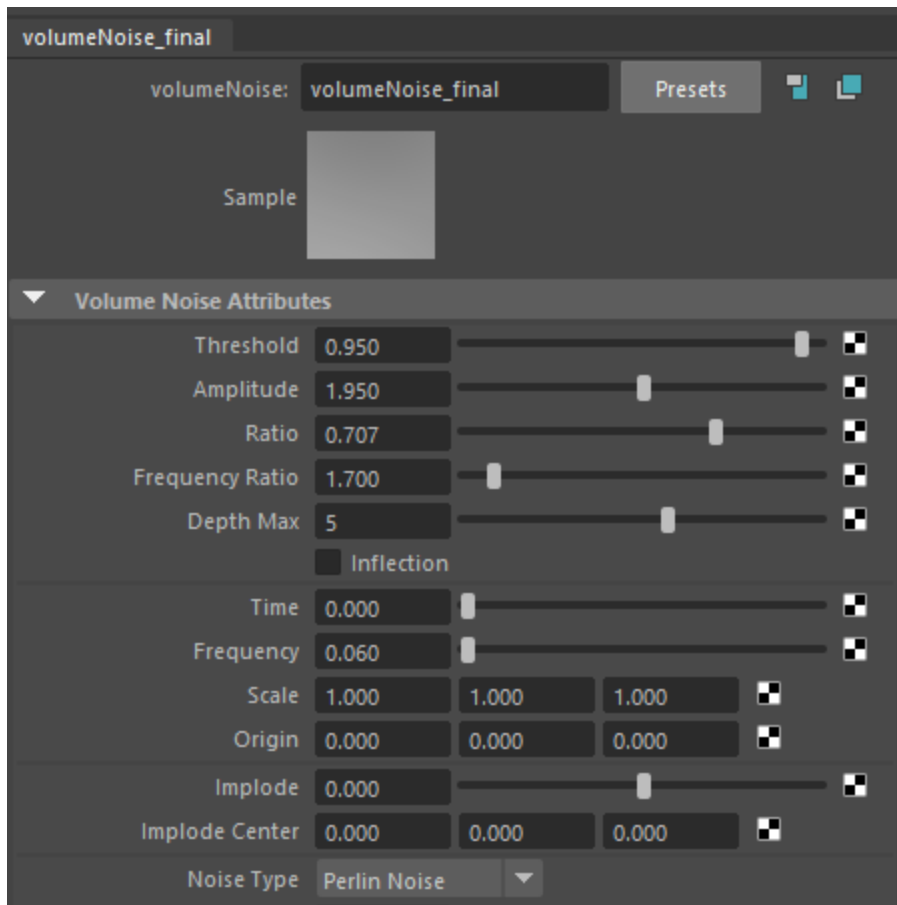 volumeNoise_final
volumeNoise: volumeNoise_final Presets
Sample
Volume Noise Attributes
Threshold 0.950
Amplitude 1.950
Ratio 0.707
Frequency Ratio 1.700
Depth Max 5
Inflection
Time 0.000
Frequency 0.060
Scale 1.000 1.000 1.000
Origin 0.000 0.000 0.000
Implode 0.000
Implode Center 0.000 0.000 0.000
Noise Type Perlin Noise